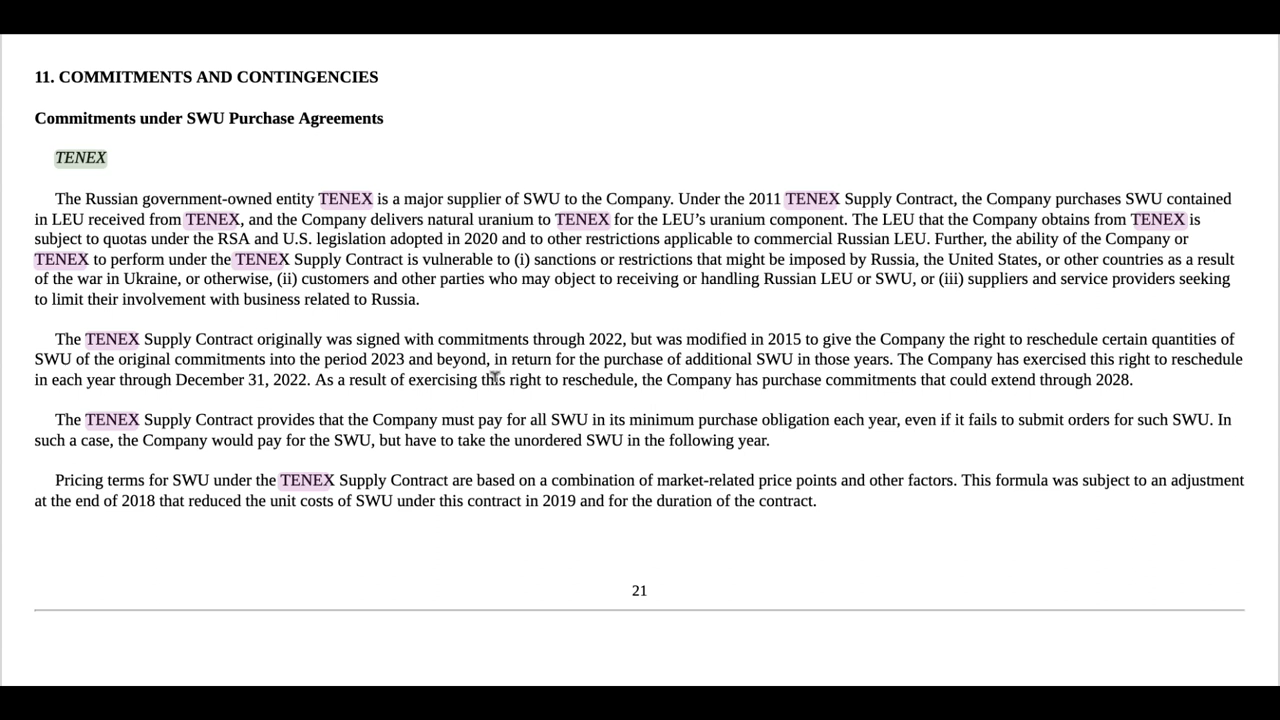 11. COMMITMENTS AND CONTINGENCIES
Commitments under SWU Purchase Agreements
TENEX
The Russian government-owned entity TENEX is a major supplier of SWU to the Company. Under the 2011 TENEX Supply Contract, the Company purchases SWU contained
in LEU received from TENEX, and the Company delivers natural uranium to TENEX for the LEU’s uranium component. The LEU that the Company obtains from TENEX is
subject to quotas under the RSA and U.S. legislation adopted in 2020 and to other restrictions applicable to commercial Russian LEU. Further, the ability of the Company or
TENEX to perform under the TENEX Supply Contract is vulnerable to (i) sanctions or restrictions that might be imposed by Russia, the United States, or other countries as a result
of the war in Ukraine, or otherwise, (ii) customers and other parties who may object to receiving or handling Russian LEU or SWU, or (iii) suppliers and service providers seeking
to limit their involvement with business related to Russia.
The TENEX Supply Contract originally was signed with commitments through 2022, but was modified in 2015 to give the Company the right to reschedule certain quantities of
SWU of the original commitments into the period 2023 and beyond, in return for the purchase of additional SWU in those years. The Company has exercised this right to reschedule
in each year through December 31, 2022. As a result of exercising this right to reschedule, the Company has purchase commitments that could extend through 2028.
The TENEX Supply Contract provides that the Company must pay for all SWU in its minimum purchase obligation each year, even if it fails to submit orders for such SWU. In
such a case, the Company would pay for the SWU, but have to take the unordered SWU in the following year.
Pricing terms for SWU under the TENEX Supply Contract are based on a combination of market-related price points and other factors. This formula was subject to an adjustment
at the end of 2018 that reduced the unit costs of SWU under this contract in 2019 and for the duration of the contract.
21